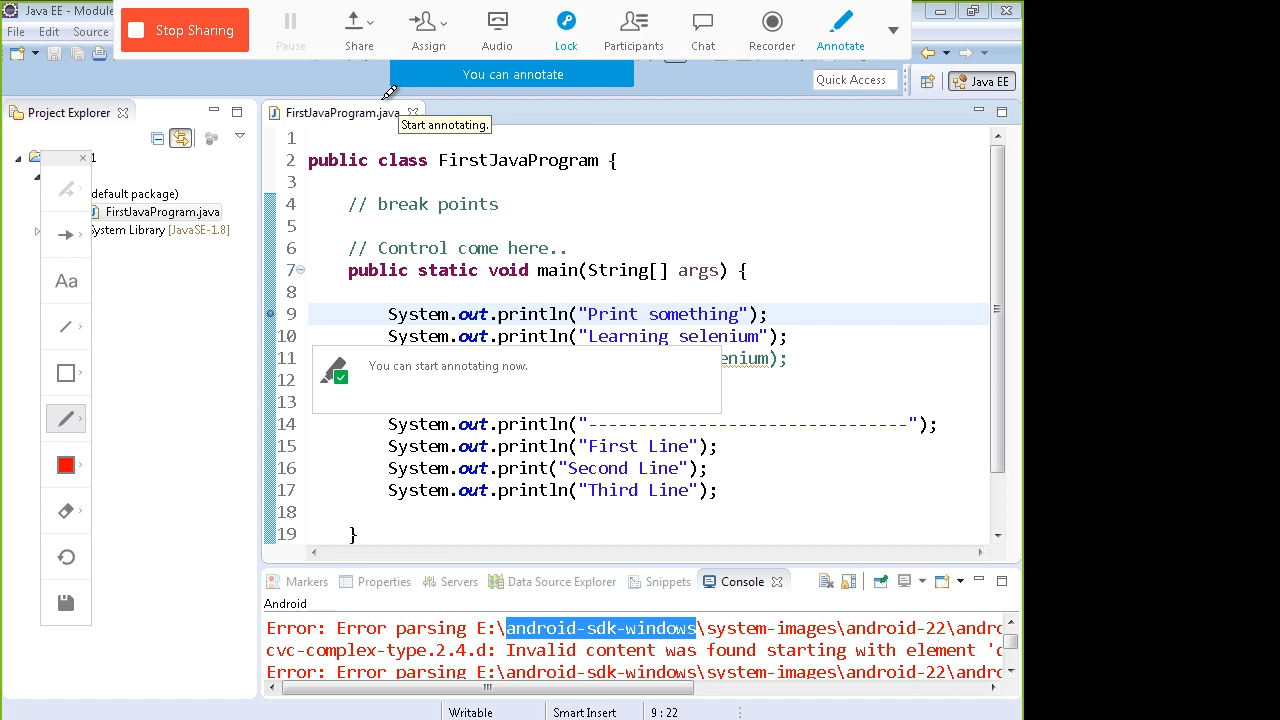 Java EE - Module
Stop Sharing
Pause
Share
Assign
Audio
Lock
Participants
Chat
Recorder
Annotate
File Edit Source
You can annotate
Quick Access
Java EE
Project Explorer
FirstJavaProgram.java
Start annotating.
1
(default package)
FirstJavaProgram.java
System Library [JavaSE-1.8]
Aa
1
2 public class FirstJavaProgram {
3
4 // break points
5
6 // Control come here..
7 public static void main(String[] args) {
8
9 System.out.println("Print something");
10 System.out.println("Learning selenium");
11 enium);
You can start annotating now.
12
13
14 System.out.println("--------------------------------");
15 System.out.println("First Line");
16 System.out.print("Second Line");
17 System.out.println("Third Line");
18
19 }
Markers Properties Servers Data Source Explorer Snippets Console
Android
Error: Error parsing E:\android-sdk-windows\system-images\android-22\andro
cvc-complex-type.2.4.d: Invalid content was found starting with element '
Error: Error parsing E:\android-sdk-windows\system-images\android-22\andro
Writable Smart Insert 9 : 22